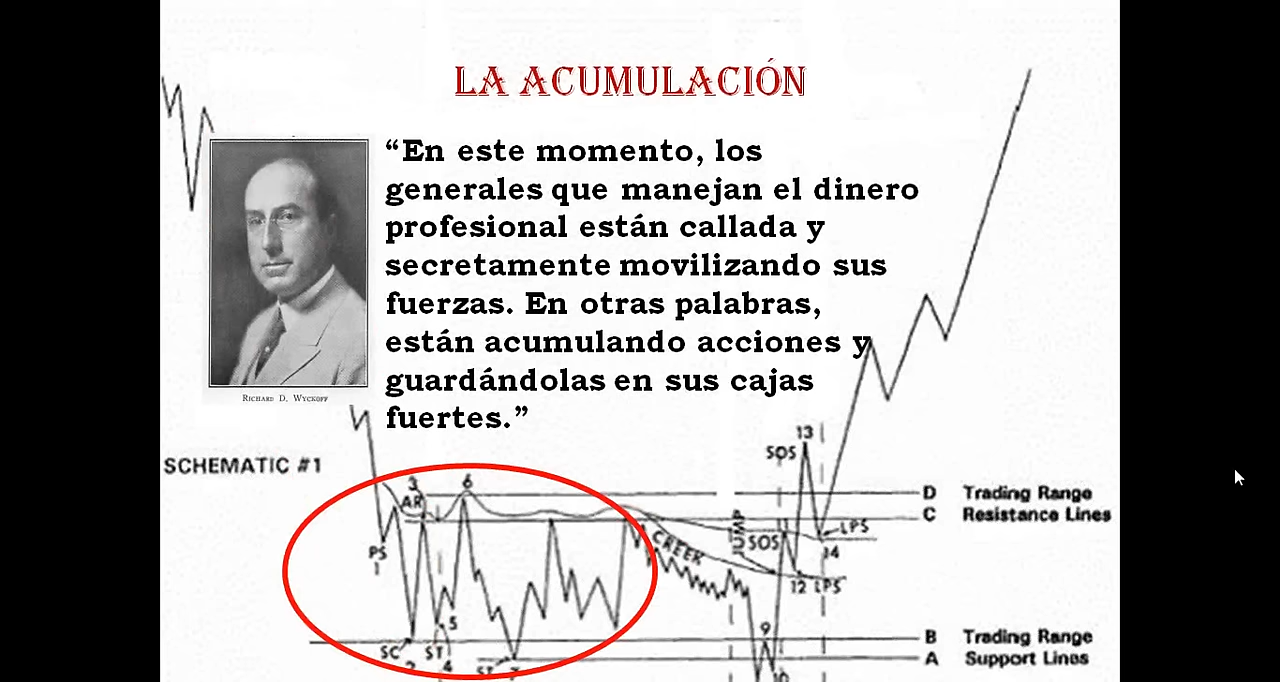 LA ACUMULACIÓN
“En este momento, los
generales que manejan el dinero
profesional están callada y
secretamente movilizando sus
fuerzas. En otras palabras,
están acumulando acciones y
guardándolas en sus cajas
fuertes.”
RICHARD D. WYCKOFF
SCHEMATIC #1
13
SOS
3
6
AR
D Trading Range
C Resistance Lines
PS
1
CREEK
JUMP
SOS
11
LPS
14
12 LPS
5
9
B Trading Range
A Support Lines
SC
ST
4
10